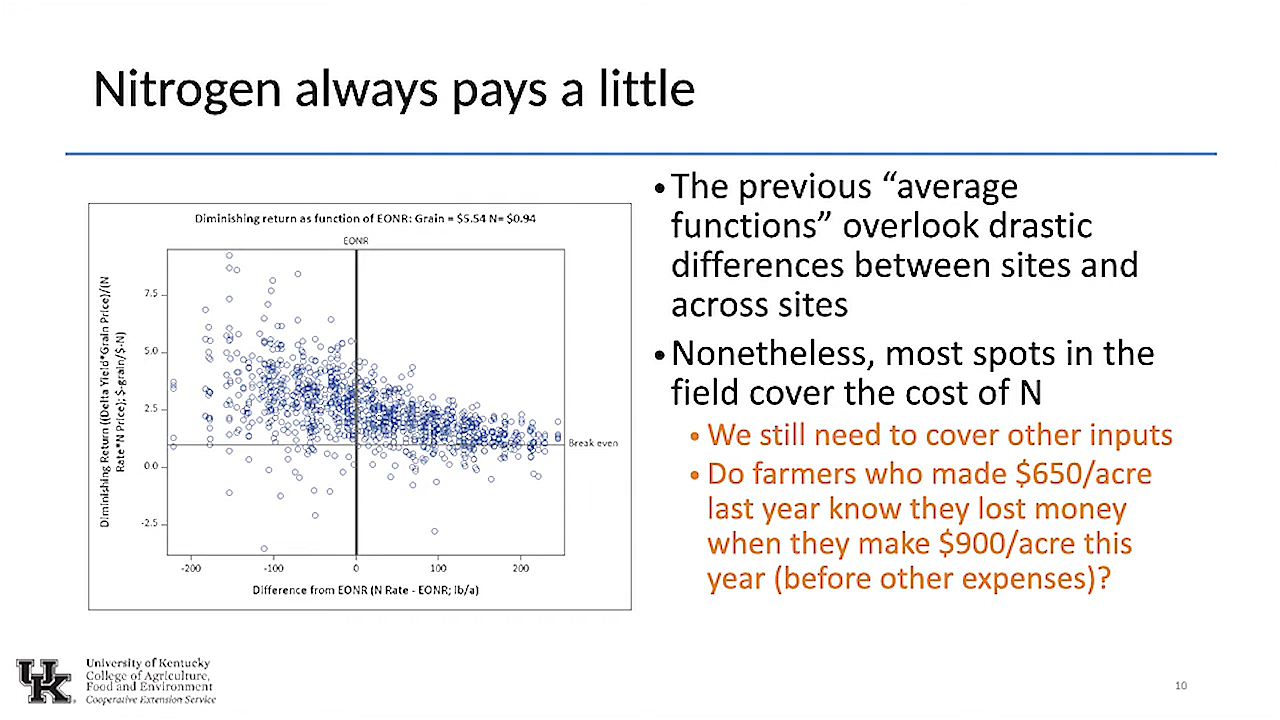 Nitrogen always pays a little
Diminishing return as function of EONR: Grain = $5.54 N= $0.94
EONR
Diminishing Return ((Delta Yield*Grain Price)/(N
Rate*N Price); $-grain/$-N)
7.5
5.0
2.5
0.0
-2.5
Break even
-200
-100
0
100
200
Difference from EONR (N Rate - EONR; lb/a)
• The previous “average
functions” overlook drastic
differences between sites and
across sites
• Nonetheless, most spots in the
field cover the cost of N
• We still need to cover other inputs
• Do farmers who made $650/acre
last year know they lost money
when they make $900/acre this
year (before other expenses)?
UK
University of Kentucky
College of Agriculture,
Food and Environment
Cooperative Extension Service
10